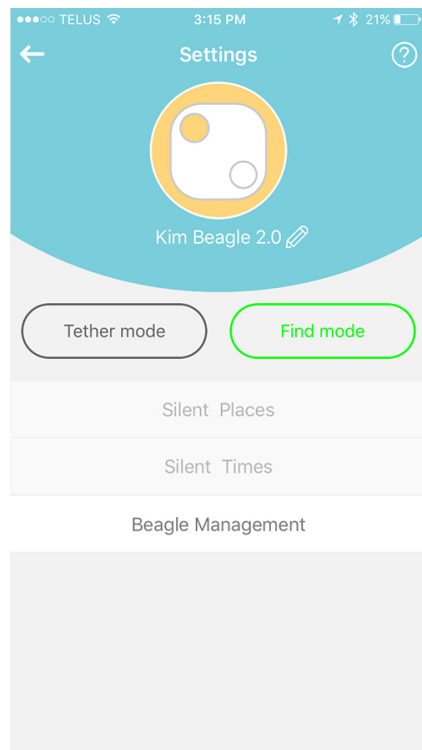 TELUS 3:15 PM 21%
Settings
?
Kim Beagle 2.0
Tether mode Find mode
Silent Places
Silent Times
Beagle Management